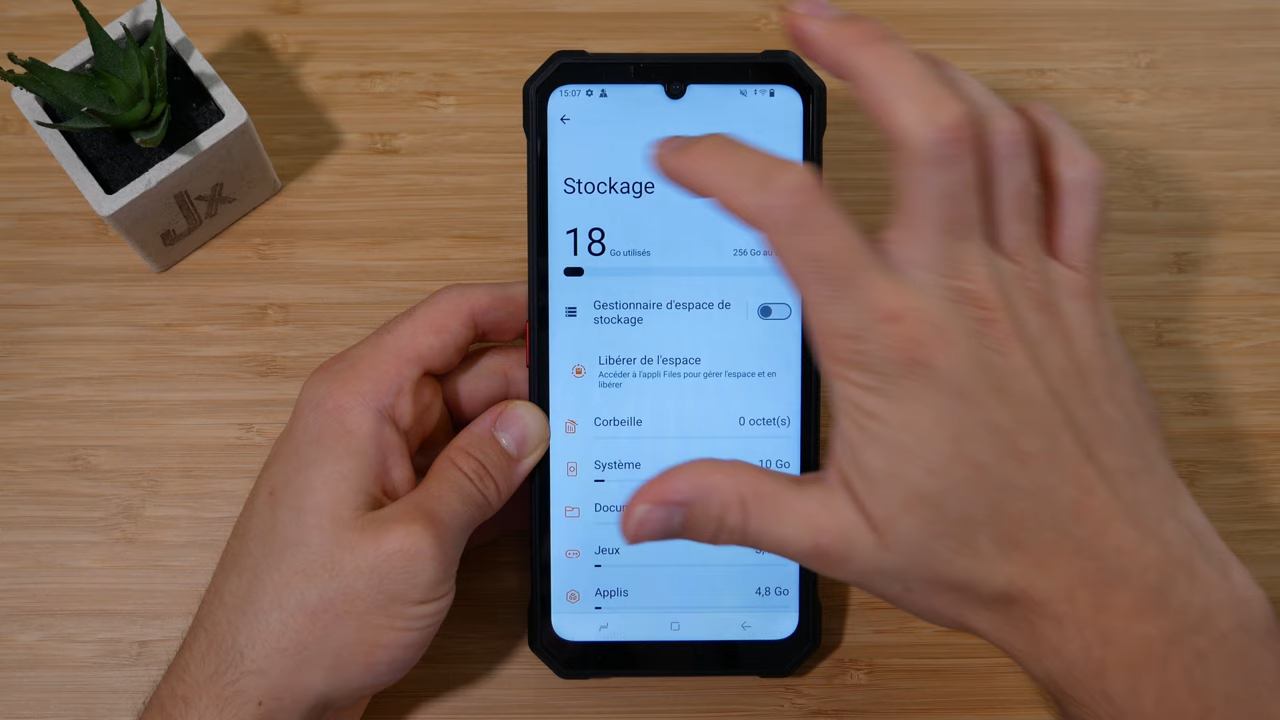 15:07
Stockage
18 Go utilisés
256 Go au
Gestionnaire d'espace de
stockage
Libérer de l'espace
Accéder à l'appli Files pour gérer l'espace et en
libérer
Corbeille 0 octet(s)
Système 10 Go
Jeux
Applis 4,8 Go
Jx